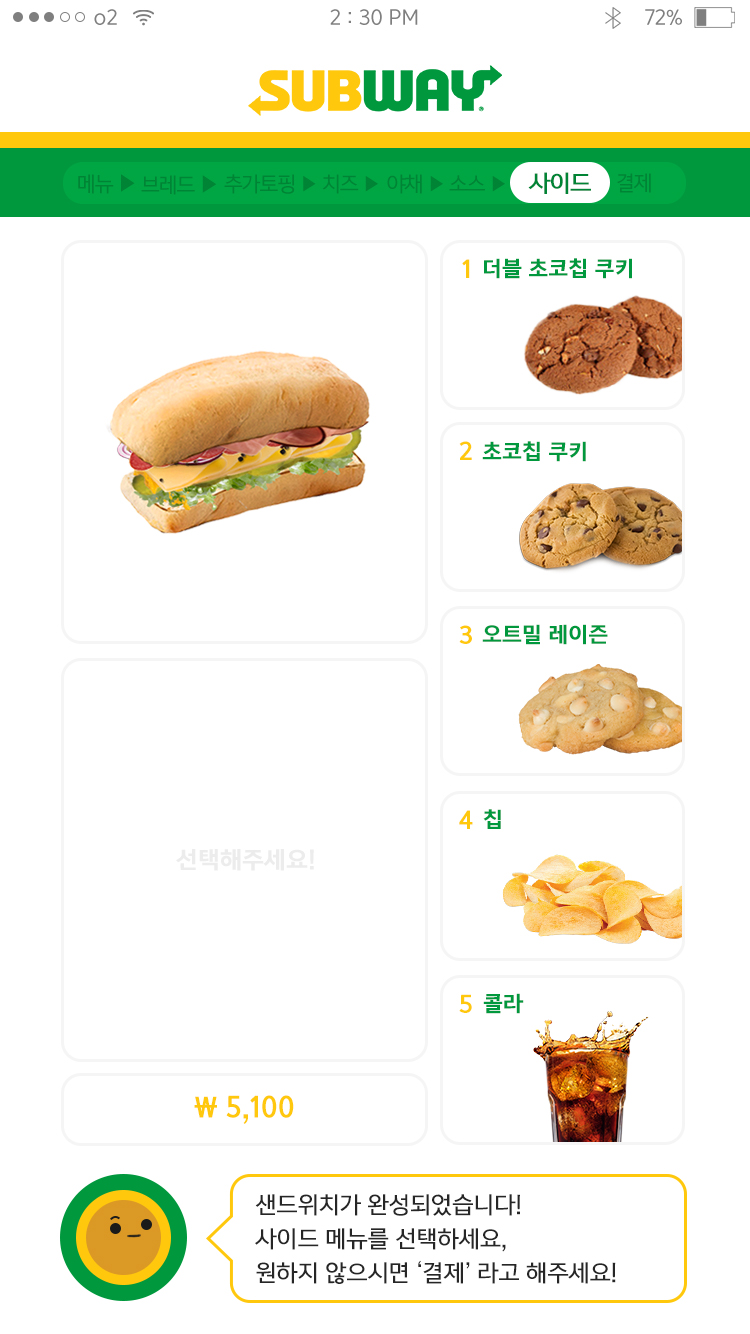 o2
2 : 30 PM
72%
SUBWAY
메뉴 ▶ 브레드 ▶ 추가토핑 ▶ 치즈 ▶ 야채 ▶ 소스 ▶ 사이드 결제
1 더블 초코칩 쿠키
2 초코칩 쿠키
3 오트밀 레이즌
4 칩
선택해주세요!
5 콜라
₩ 5,100
샌드위치가 완성되었습니다!
사이드 메뉴를 선택하세요,
원하지 않으시면 ‘결제’ 라고 해주세요!